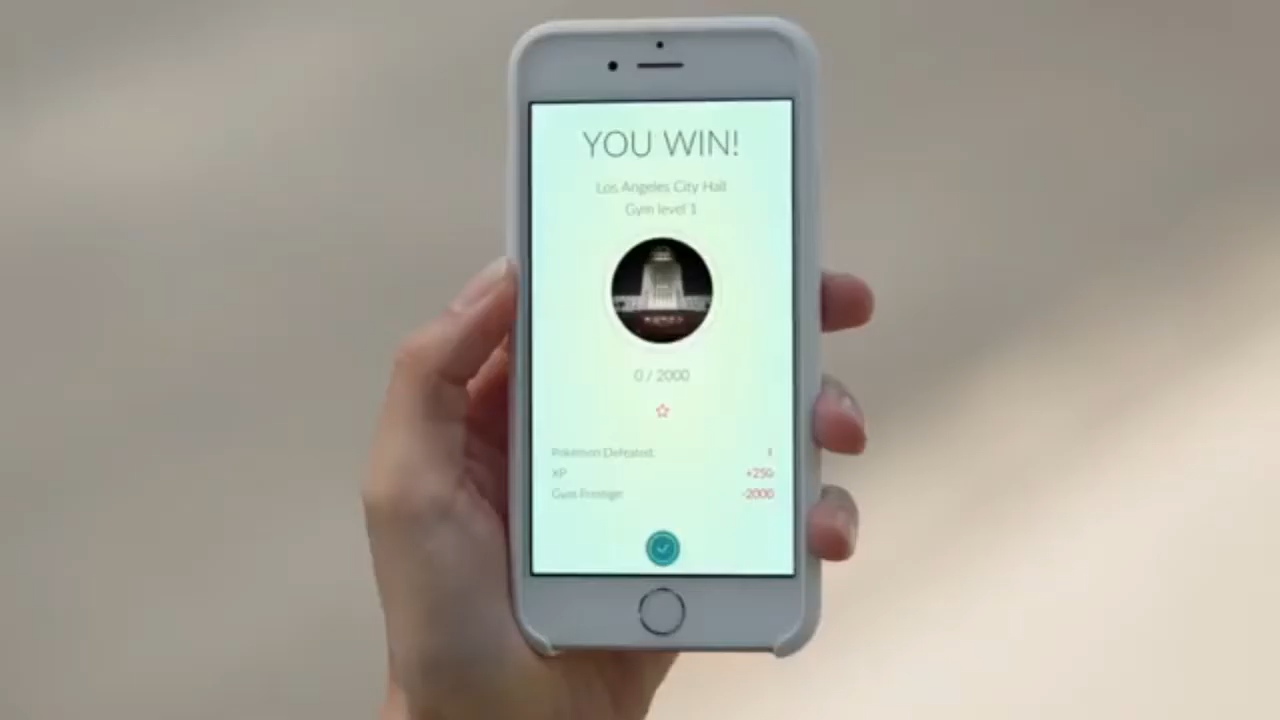 YOU WIN!
Los Angeles City Hall
Gym level 1
0 / 2000
Pokémon Defeated: 1
XP +250
Gym Prestige: -2000